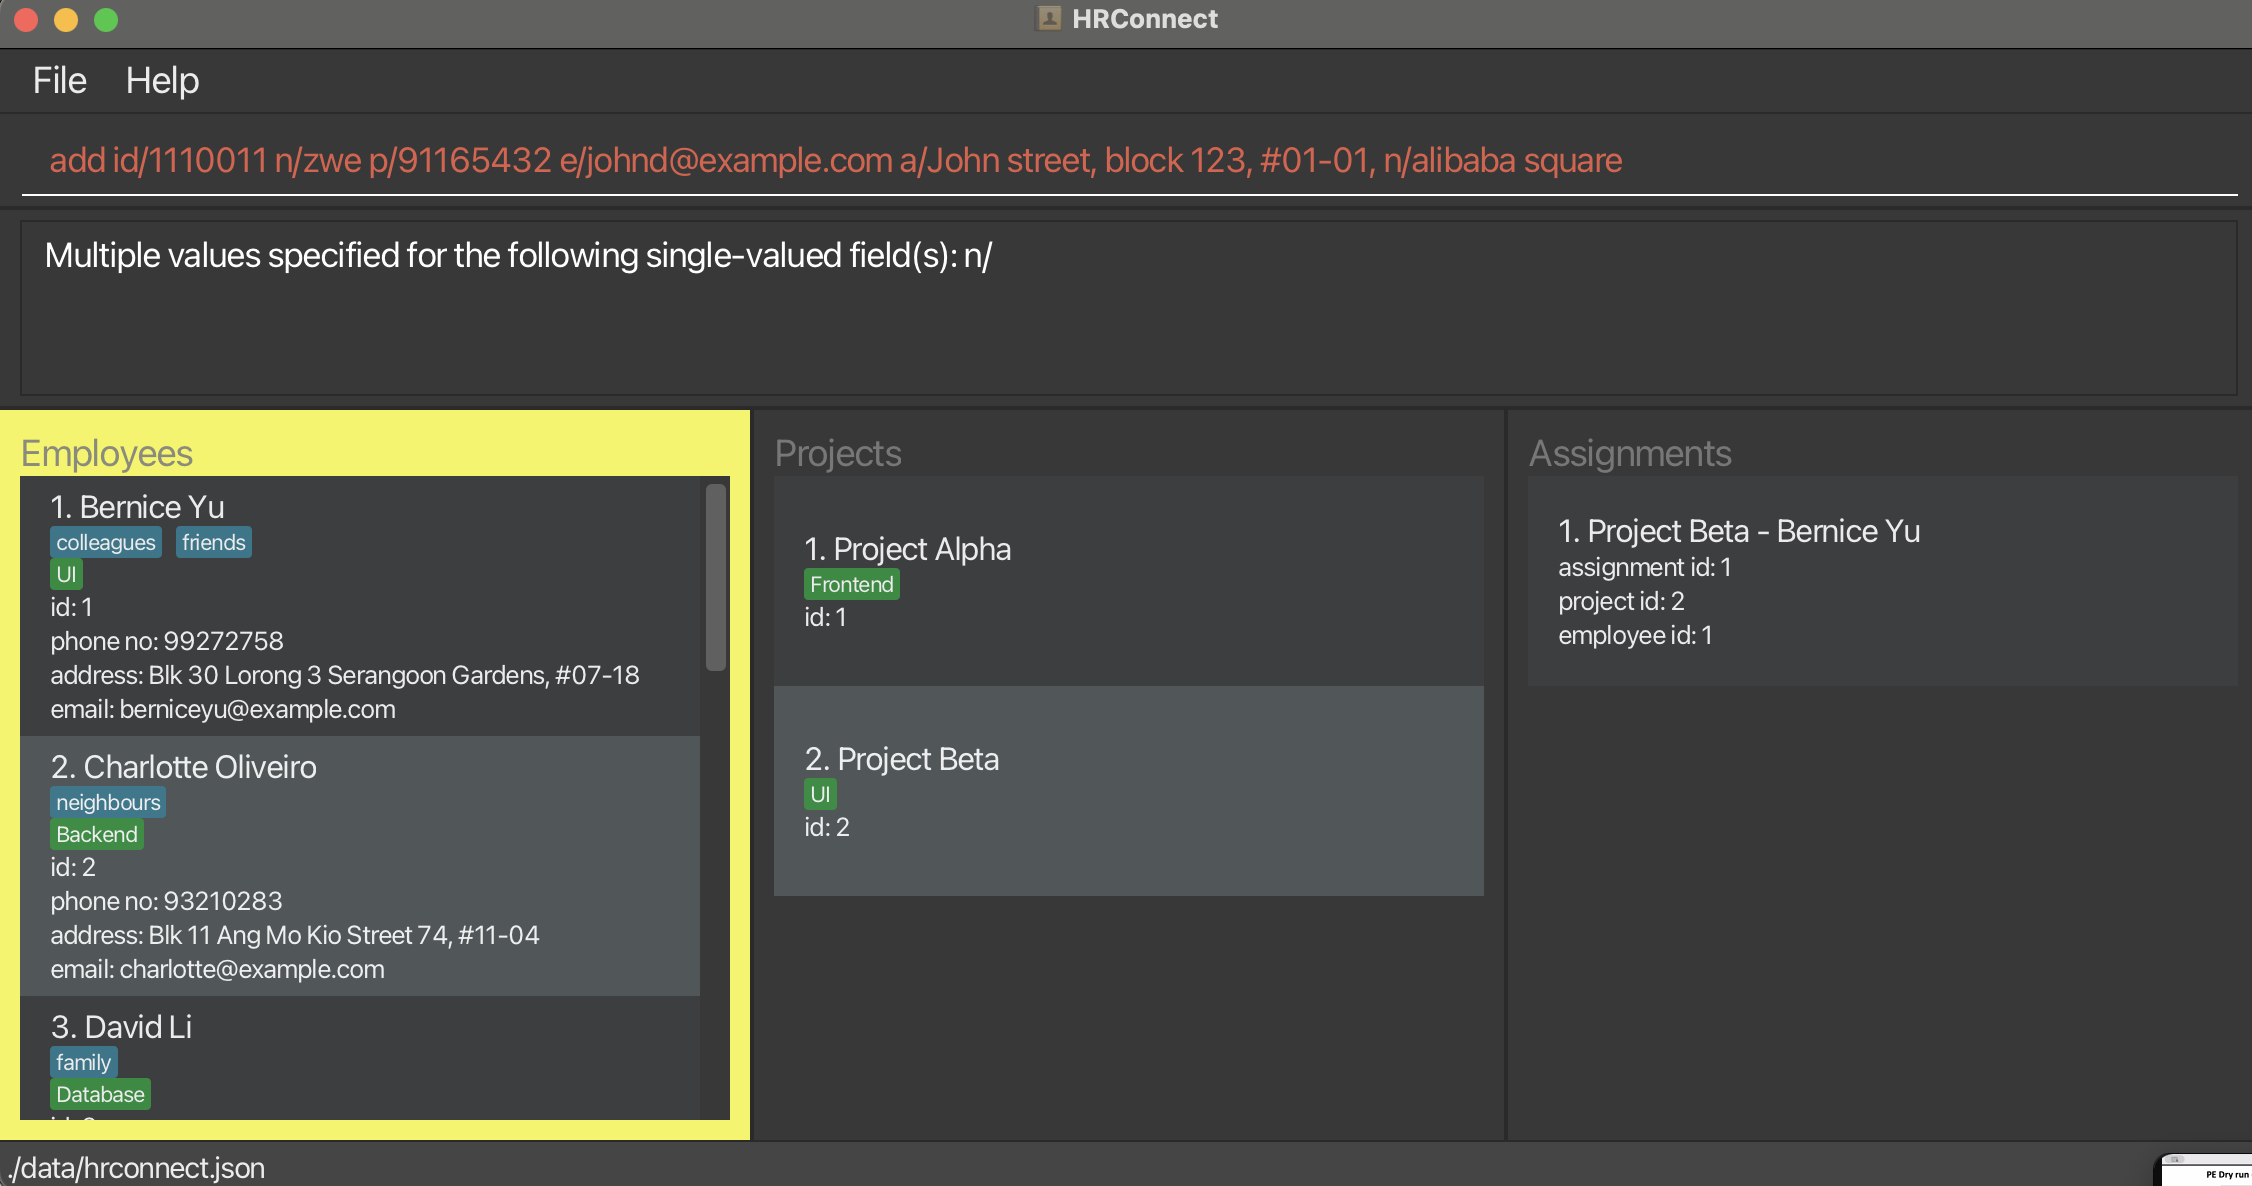 HRConnect
File Help
add id/1110011 n/zwe p/91165432 e/johnd@example.com a/John street, block 123, #01-01, n/alibaba square
Multiple values specified for the following single-valued field(s): n/
Employees
1. Bernice Yu
colleagues friends
UI
id: 1
phone no: 99272758
address: Blk 30 Lorong 3 Serangoon Gardens, #07-18
email: berniceyu@example.com
2. Charlotte Oliveiro
neighbours
Backend
id: 2
phone no: 93210283
address: Blk 11 Ang Mo Kio Street 74, #11-04
email: charlotte@example.com
3. David Li
family
Database
Projects
1. Project Alpha
Frontend
id: 1
2. Project Beta
UI
id: 2
Assignments
1. Project Beta - Bernice Yu
assignment id: 1
project id: 2
employee id: 1
./data/hrconnect.json
PE Dry run